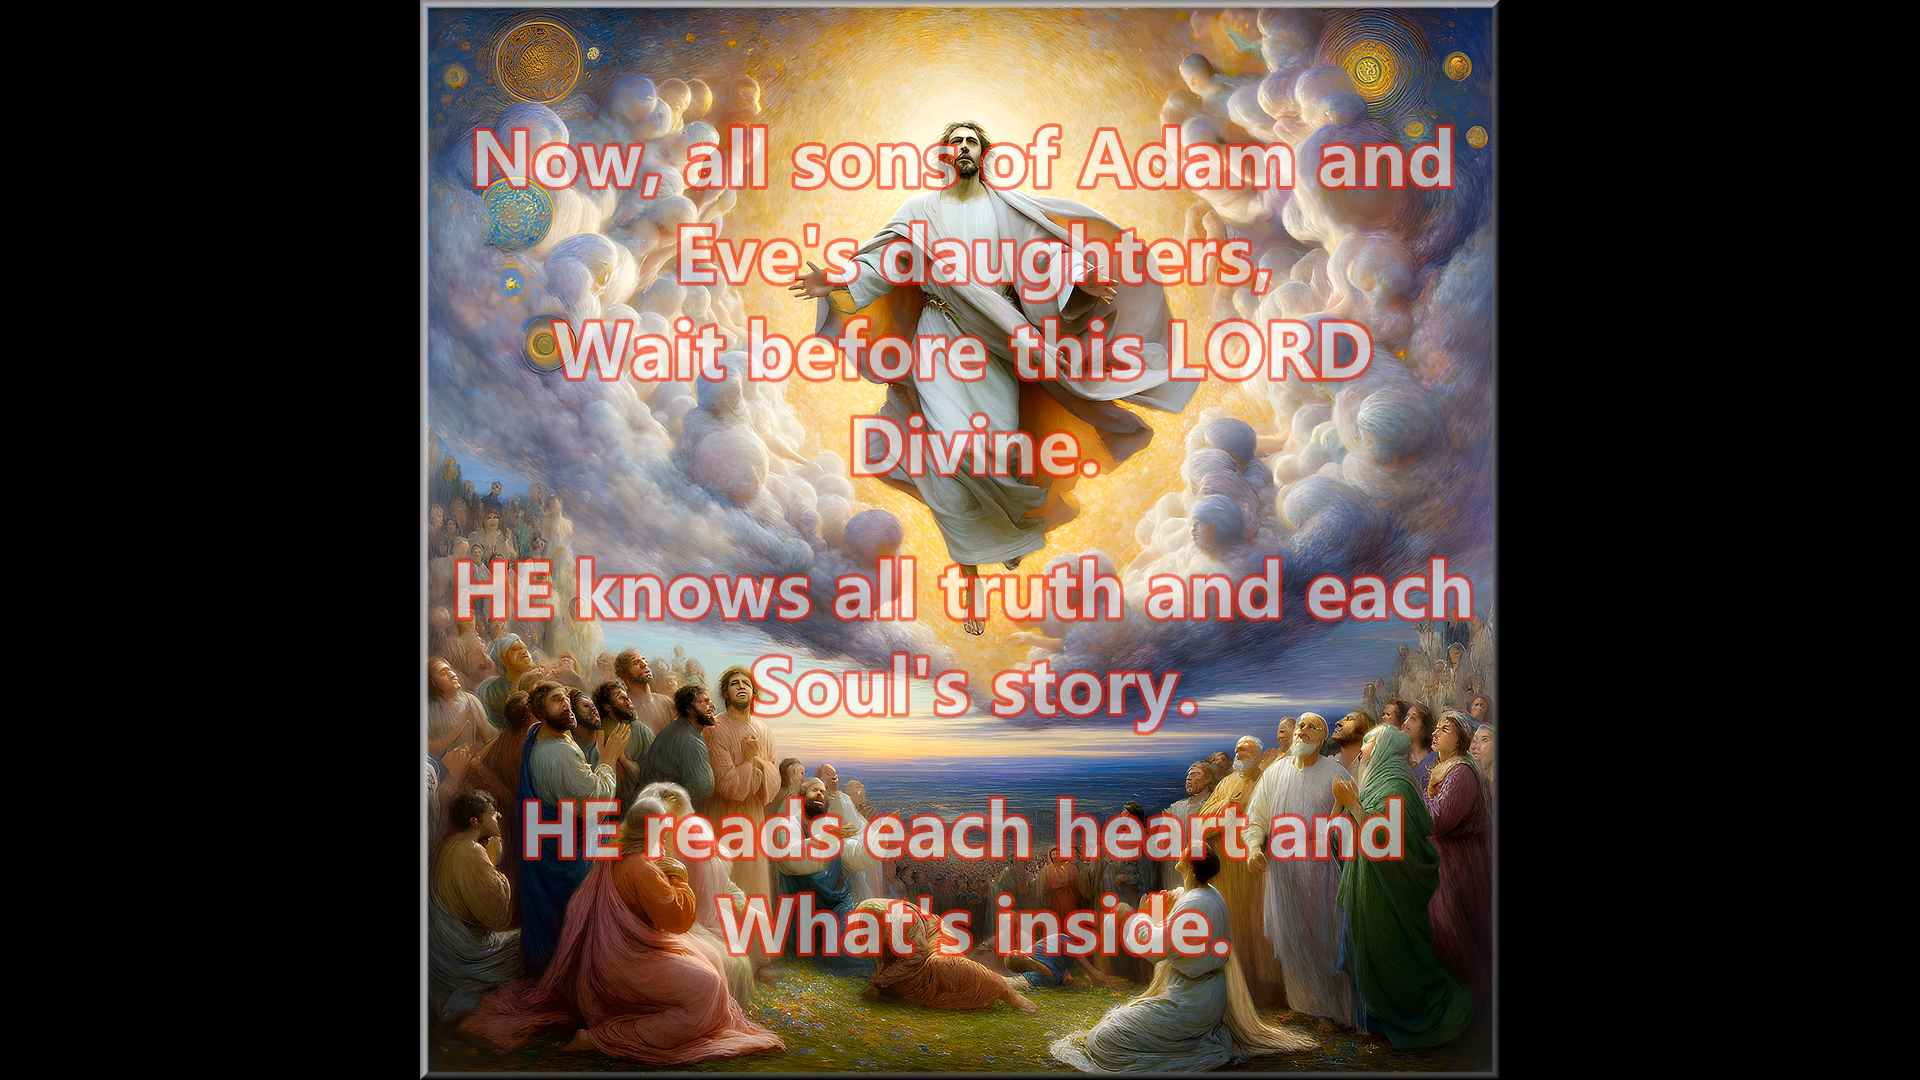 Now, all sons of Adam and
Eve's daughters,
Wait before this LORD
Divine.
HE knows all truth and each
Soul's story.
HE reads each heart and
What's inside.